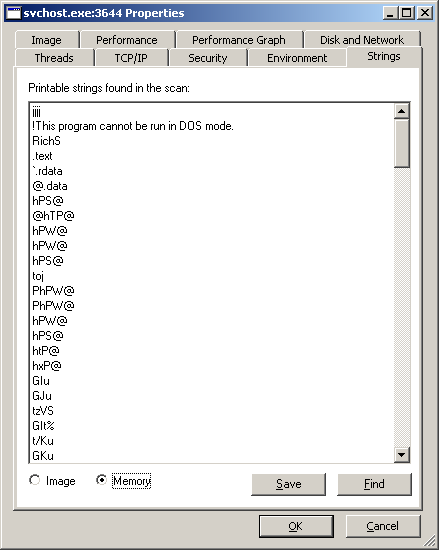 svchost.exe:3644 Properties
Image Performance Performance Graph Disk and Network
Threads TCP/IP Security Environment Strings
Printable strings found in the scan:
!This program cannot be run in DOS mode.
RichS
.text
`.rdata
@.data
hPS@
@hTP@
hPW@
hPW@
hPS@
toj
PhPW@
PhPW@
hPW@
hPS@
htP@
hxP@
GIu
GJu
tzVS
GIt%
t/Ku
GKu
Image Memory Save Find
OK Cancel